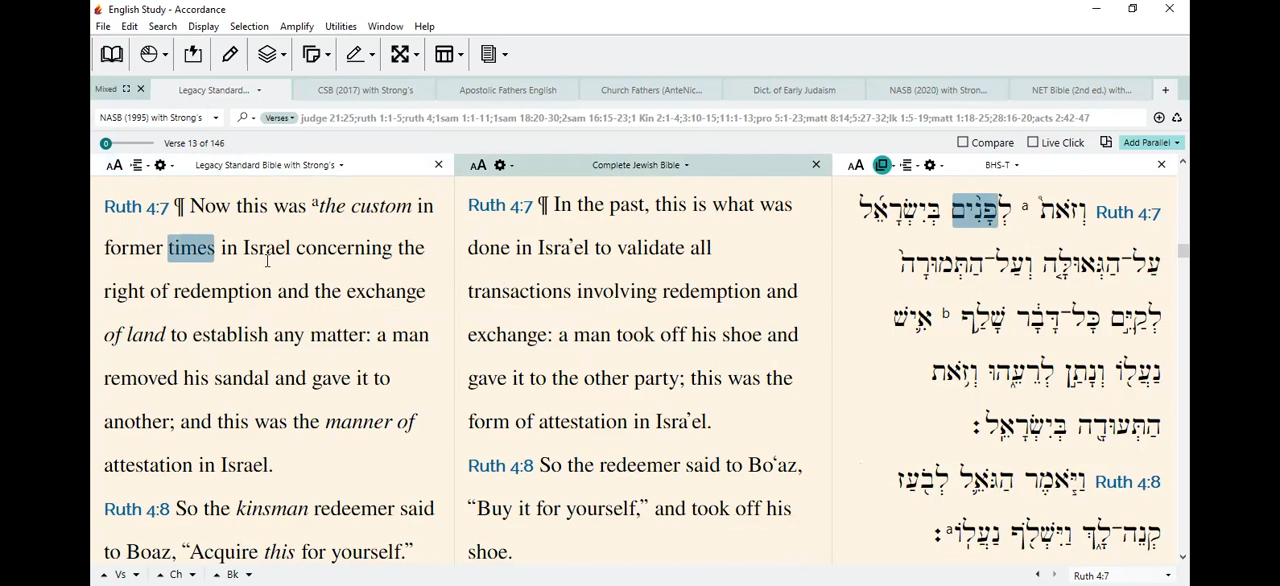 English Study - Accordance
File Edit Search Display Selection Amplify Utilities Window Help
Mixed Legacy Standard... CSB (2017) with Strong's Apostolic Fathers English Church Fathers (AnteNic... Dict. of Early Judaism NASB (2020) with Stron... NET Bible (2nd ed.) with... +
NASB (1995) with Strong's Verses judge 21:25;ruth 1:1-5;ruth 4;1sam 1:1-11;1sam 18:20-30;2sam 16:15-23;1 Kin 2:1-4;3:10-15;11:1-13;pro 5:1-23;matt 8:14;5:27-32;lk 1:5-19;matt 1:18-25;28:16-20;acts 2:42-47
0 Verse 13 of 146 Compare Live Click Add Parallel
AA Legacy Standard Bible with Strong's
Ruth 4:7 ¶ Now this was ᵃthe custom in
former times in Israel concerning the
right of redemption and the exchange
of land to establish any matter: a man
removed his sandal and gave it to
another; and this was the manner of
attestation in Israel.
Ruth 4:8 So the kinsman redeemer said
to Boaz, “Acquire this for yourself.”
AA Complete Jewish Bible
Ruth 4:7 ¶ In the past, this is what was
done in Isra’el to validate all
transactions involving redemption and
exchange: a man took off his shoe and
gave it to the other party; this was the
form of attestation in Isra’el.
Ruth 4:8 So the redeemer said to Bo‘az,
“Buy it for yourself,” and took off his
shoe.
AA BHS-T
Ruth 4:7 וְזֹאת֩ a לְפָנִ֨ים בְּיִשְׂרָאֵ֜ל
עַל־הַגְּאוּלָּ֤ה וְעַל־הַתְּמוּרָה֙
לְקַיֵּ֣ם כָּל־דָּבָ֔ר שָׁלַ֥ף b אִ֛ישׁ
נַעֲל֖וֹ וְנָתַ֣ן לְרֵעֵ֑הוּ וְזֹ֥את
הַתְּעוּדָ֖ה בְּיִשְׂרָאֵֽל׃
Ruth 4:8 וַיֹּ֧אמֶר הַגֹּאֵ֛ל לְבֹ֖עַז
קְנֵה־לָ֑ךְ וַיִּשְׁלֹ֖ף נַעֲלֽוֹ׃a
Vs Ch Bk Ruth 4:7